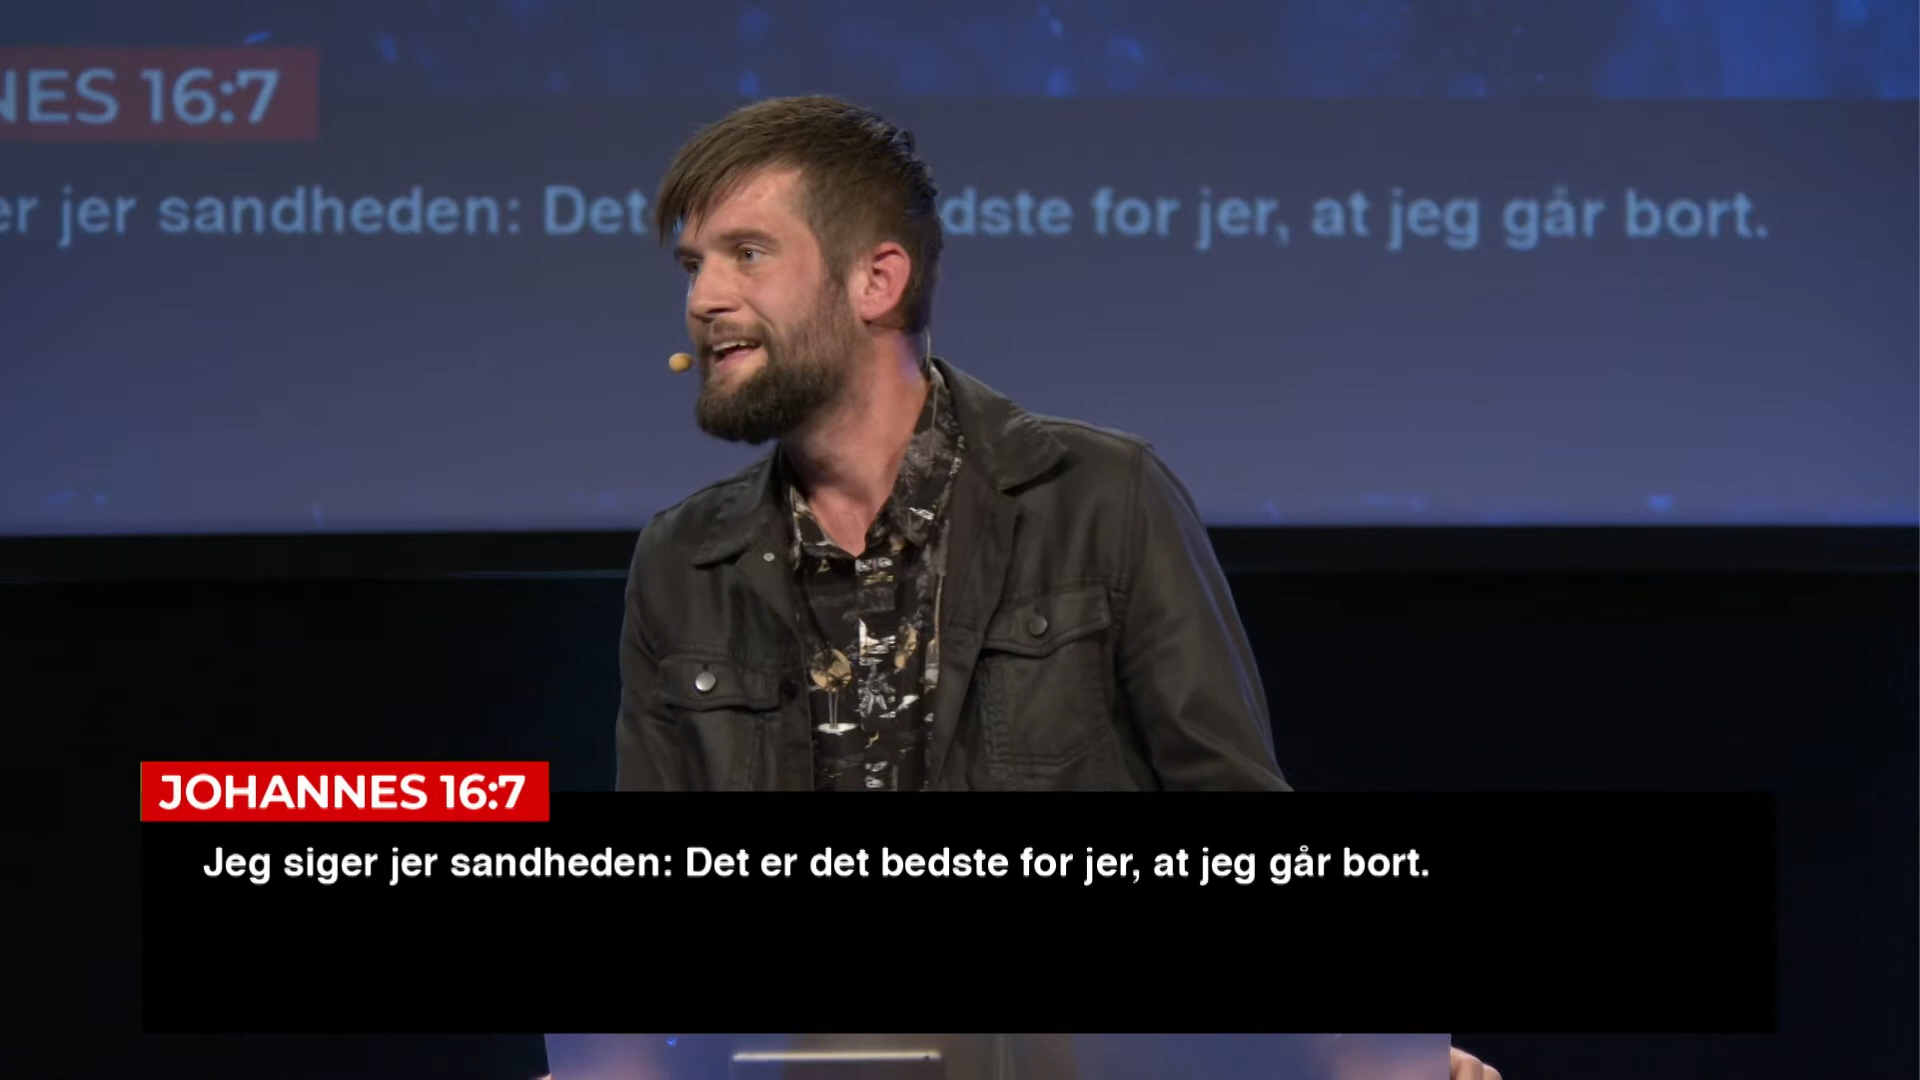 NES 16:7
er jer sandheden: Det dste for jer, at jeg går bort.
JOHANNES 16:7
Jeg siger jer sandheden: Det er det bedste for jer, at jeg går bort.